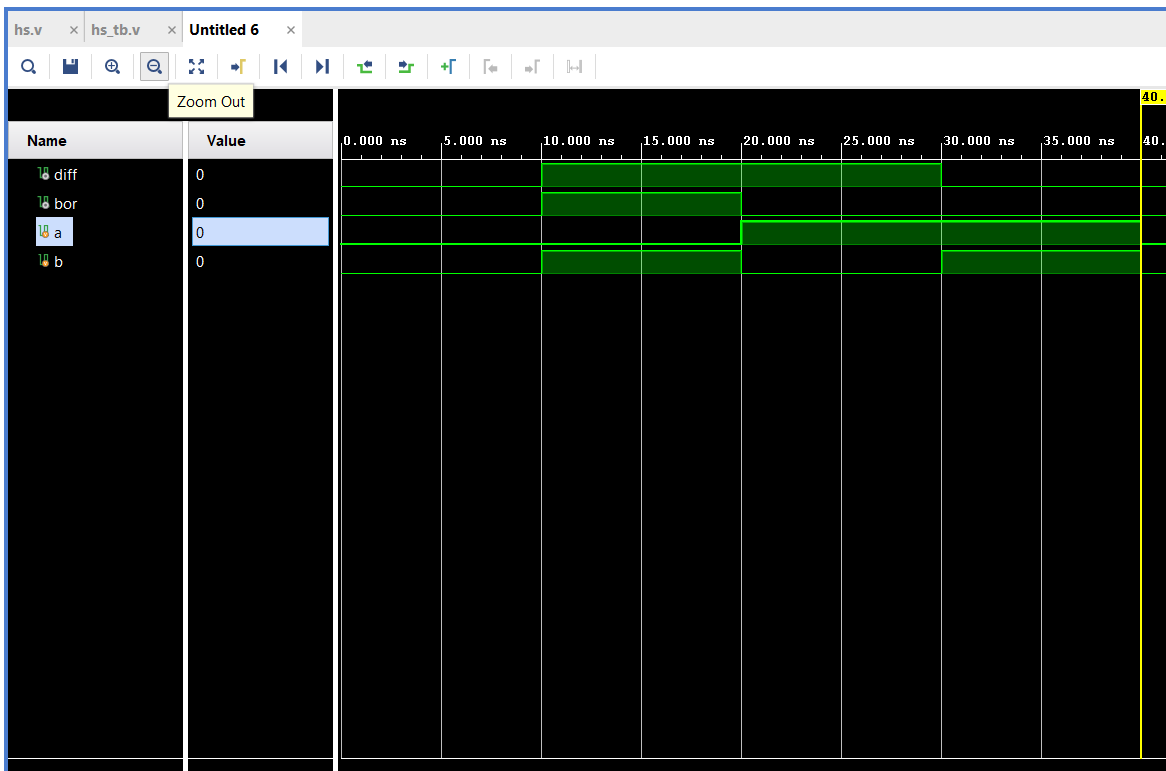 hs.v × hs_tb.v × Untitled 6 ×
Zoom Out
40.
Name Value
0.000 ns 5.000 ns 10.000 ns 15.000 ns 20.000 ns 25.000 ns 30.000 ns 35.000 ns 40.
diff 0
bor 0
a 0
b 0